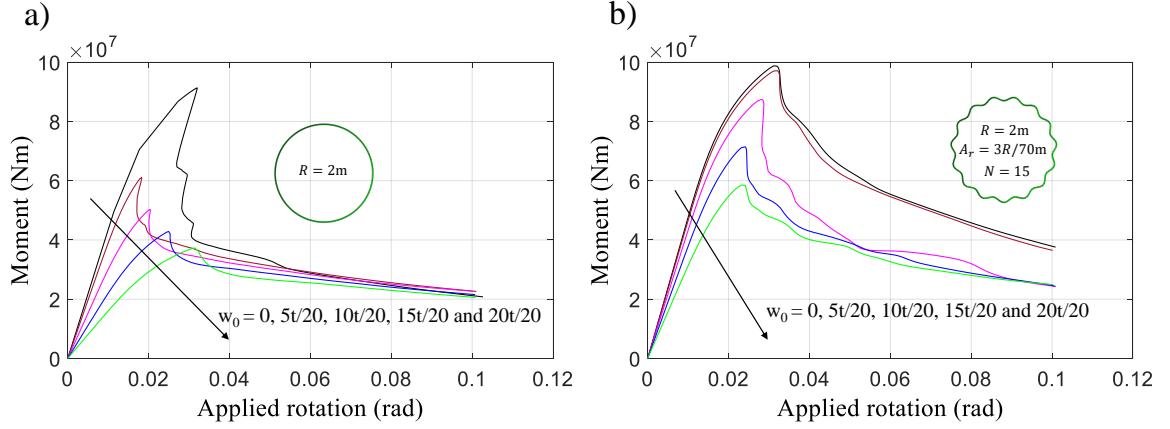 a)
×10⁷
10
8
6
4
2
0
Moment (Nm)
R = 2m
w₀ = 0, 5t/20, 10t/20, 15t/20 and 20t/20
0 0.02 0.04 0.06 0.08 0.1 0.12
Applied rotation (rad)
b)
×10⁷
10
8
6
4
2
0
Moment (Nm)
R = 2m
Aᵣ = 3R/70m
N = 15
w₀ = 0, 5t/20, 10t/20, 15t/20 and 20t/20
0 0.02 0.04 0.06 0.08 0.1 0.12
Applied rotation (rad)